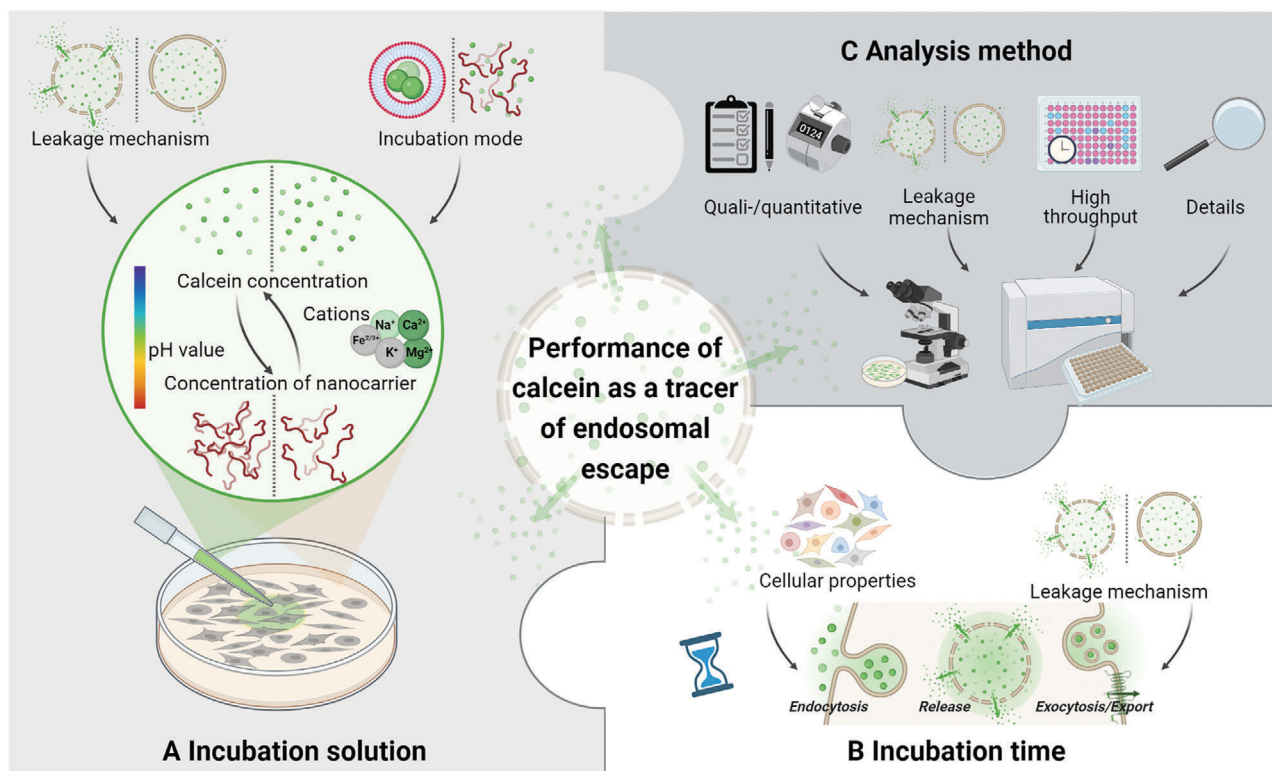 Leakage mechanism
Incubation mode
Calcein concentration
Cations
Na⁺
Ca²⁺
Fe²ᐟ³⁺
K⁺
Mg²⁺
pH value
Concentration of nanocarrier
A Incubation solution
Performance of
calcein as a tracer
of endosomal
escape
C Analysis method
0124
Quali-/quantitative
Leakage
mechanism
High
throughput
Details
Cellular properties
Leakage mechanism
Endocytosis
Release
Exocytosis/Export
B Incubation time